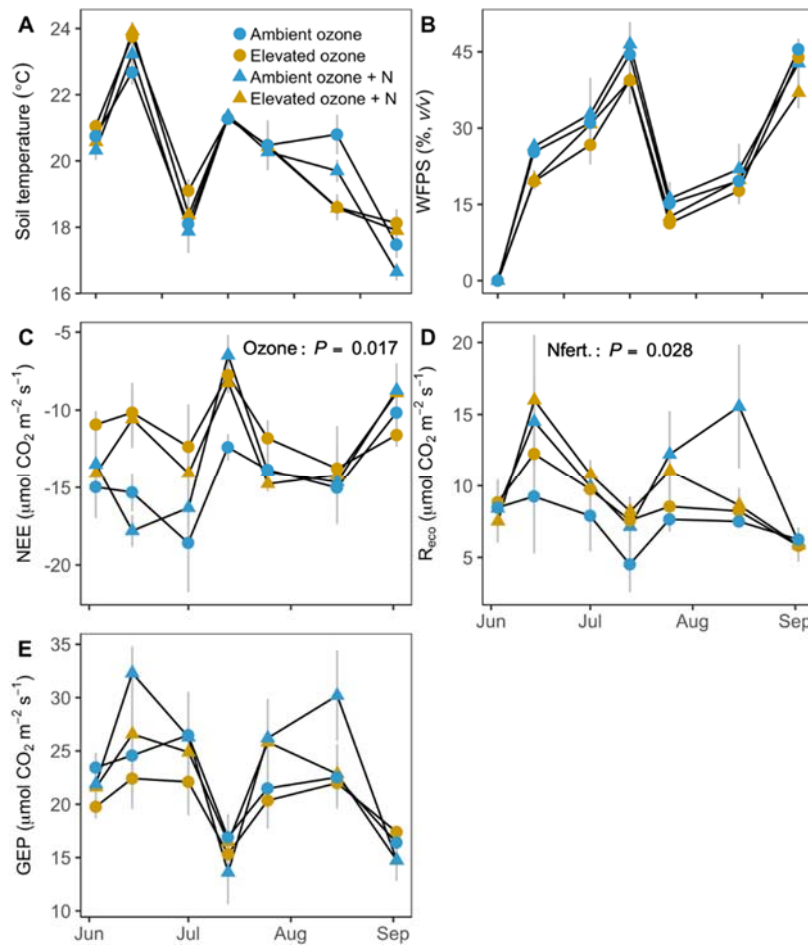 A
Soil temperature (°C)
24
22
20
18
16
Ambient ozone
Elevated ozone
Ambient ozone + N
Elevated ozone + N
B
WFPS (%, v/v)
45
30
15
0
C
NEE (µmol CO₂ m⁻² s⁻¹)
-5
-10
-15
-20
Ozone: P = 0.017
D
Reco (µmol CO₂ m⁻² s⁻¹)
20
15
10
5
Nfert.: P = 0.028
Jun Jul Aug Sep
E
GEP (µmol CO₂ m⁻² s⁻¹)
35
30
25
20
15
10
Jun Jul Aug Sep